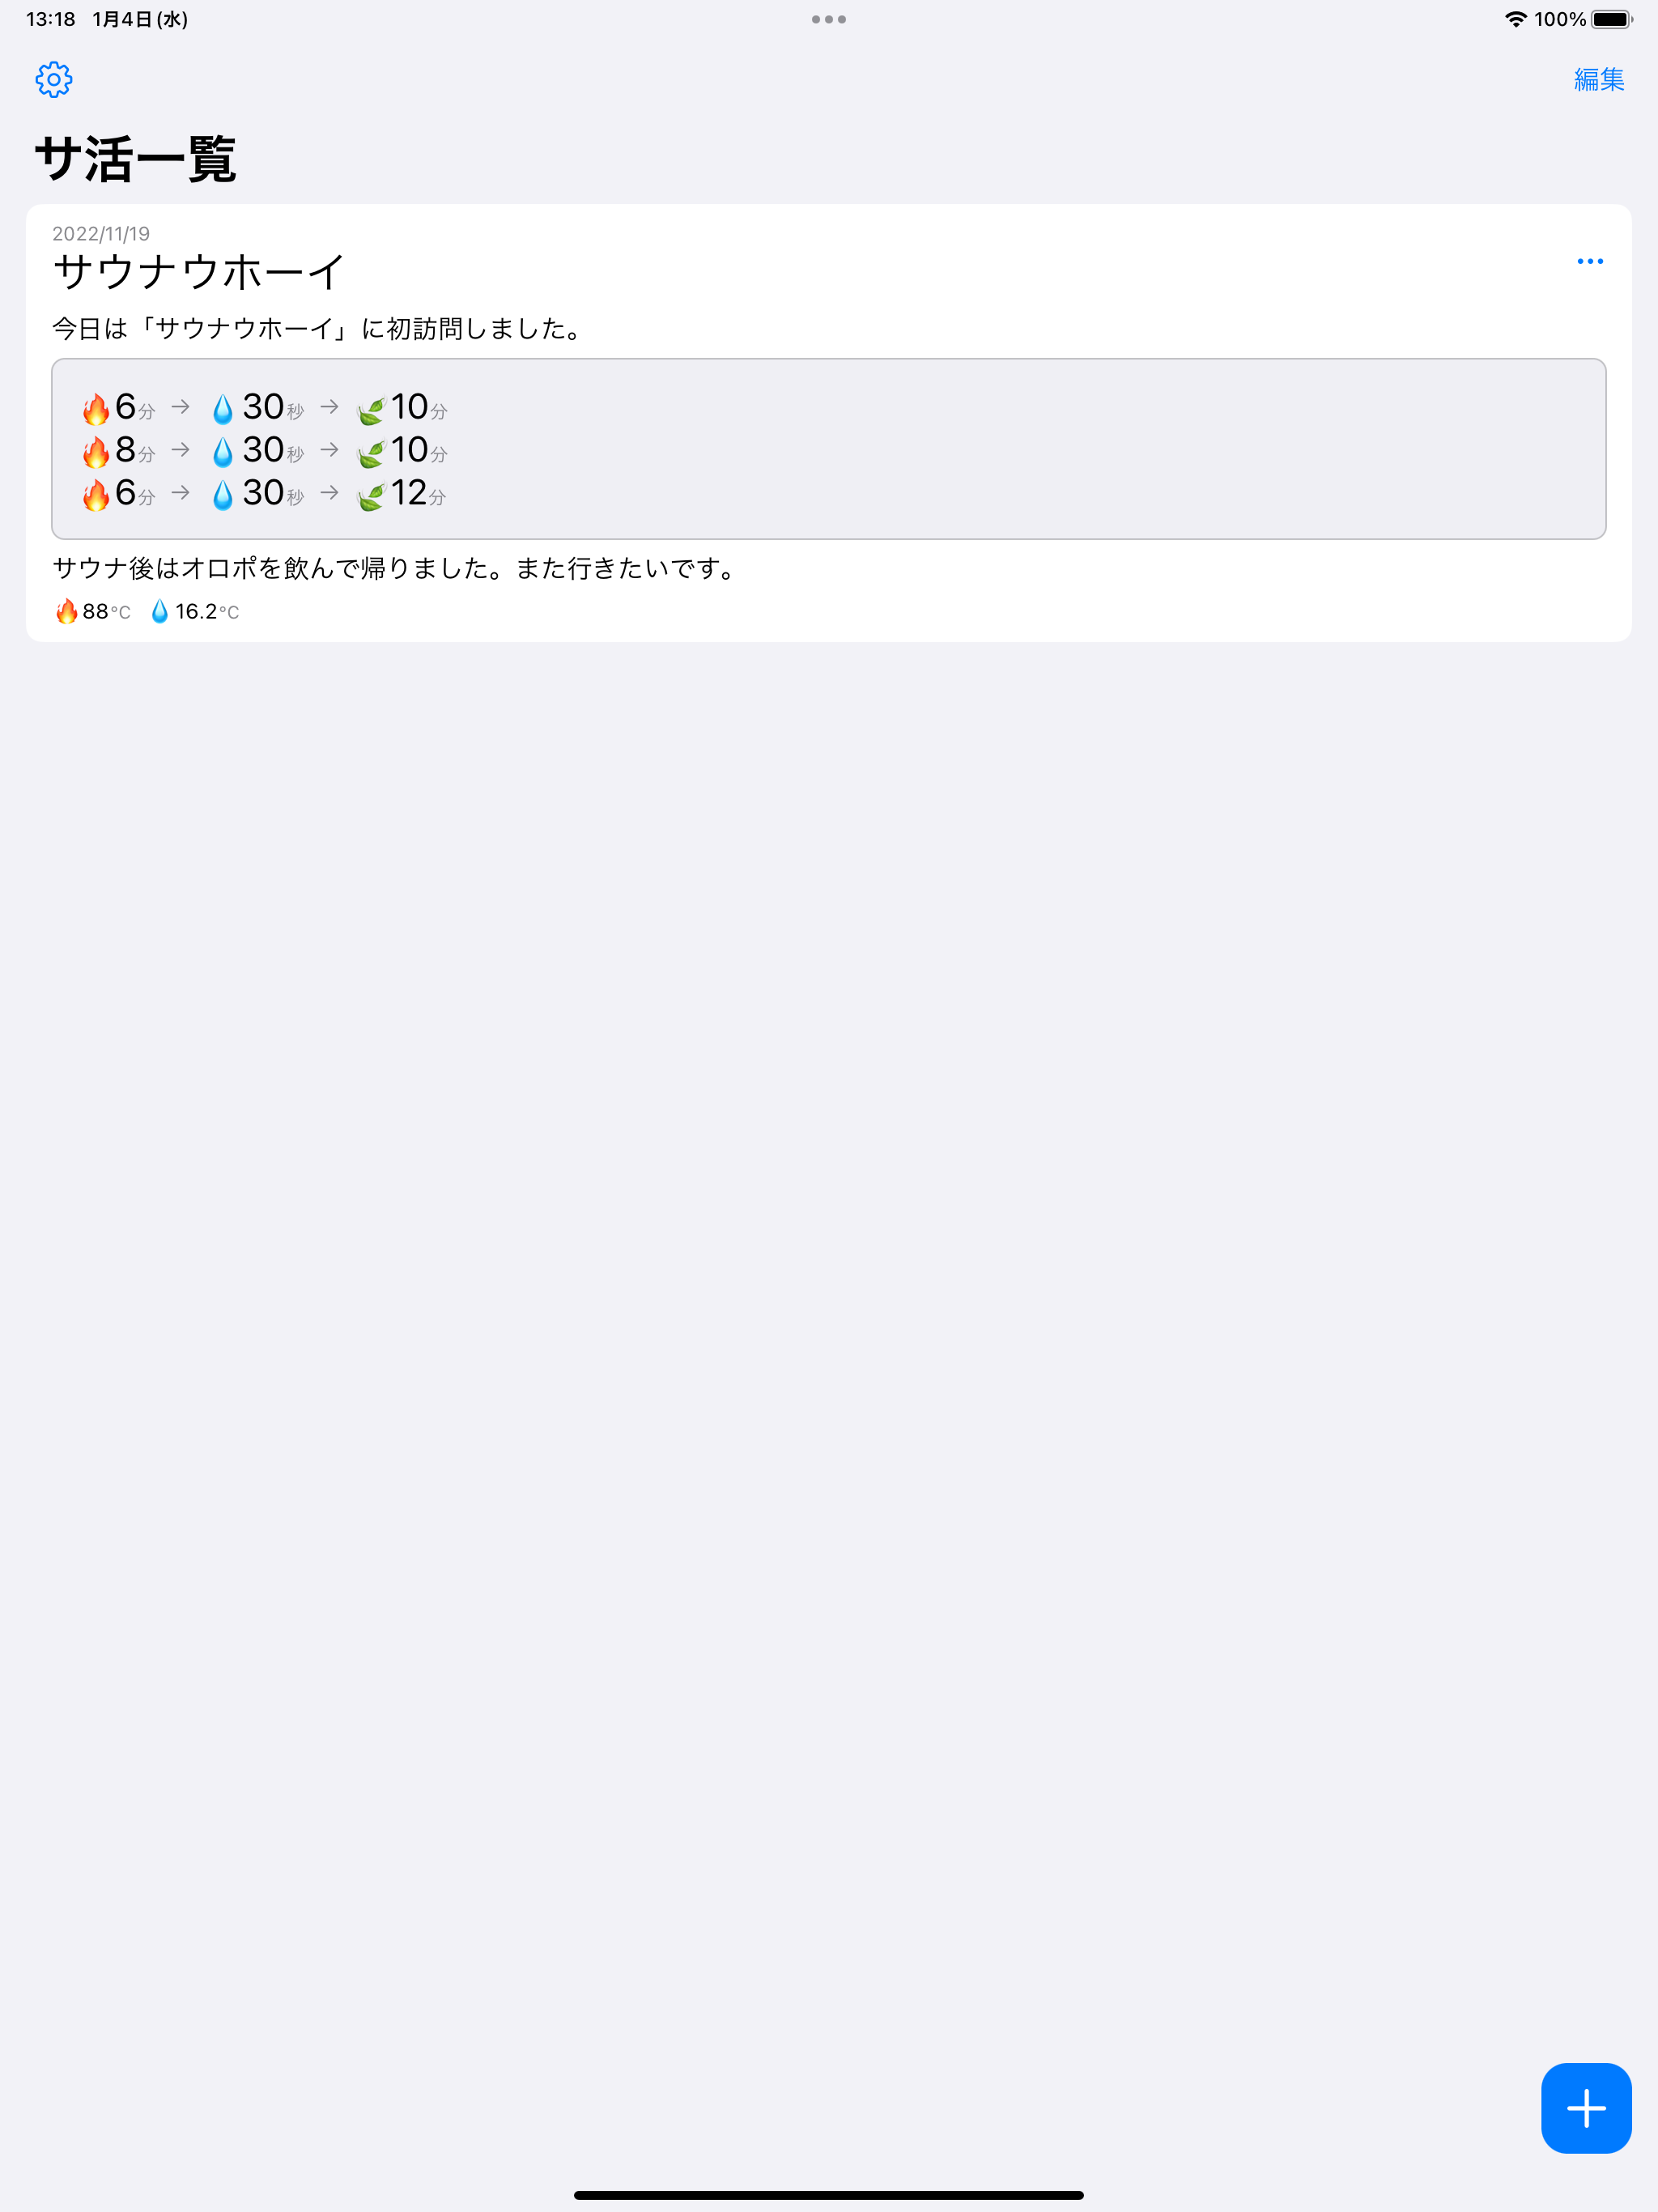 13:18 1月4日(水) 100%
編集
サ活一覧
2022/11/19
サウナウホーイ
今日は「サウナウホーイ」に初訪問しました。
🔥6分 → 💧30秒 → 🍃10分
🔥8分 → 💧30秒 → 🍃10分
🔥6分 → 💧30秒 → 🍃12分
サウナ後はオロポを飲んで帰りました。また行きたいです。
🔥88℃ 💧16.2℃